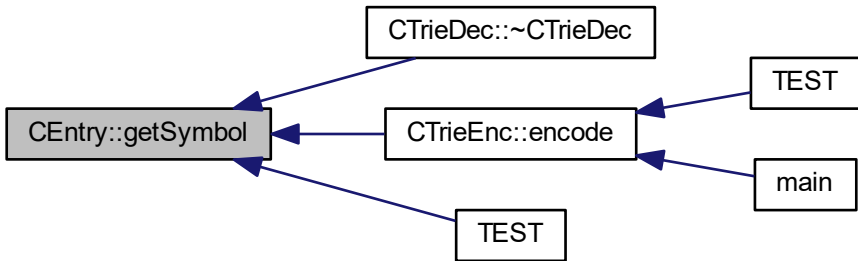 CTrieDec::~CTrieDec
TEST
CEntry::getSymbol
CTrieEnc::encode
main
TEST